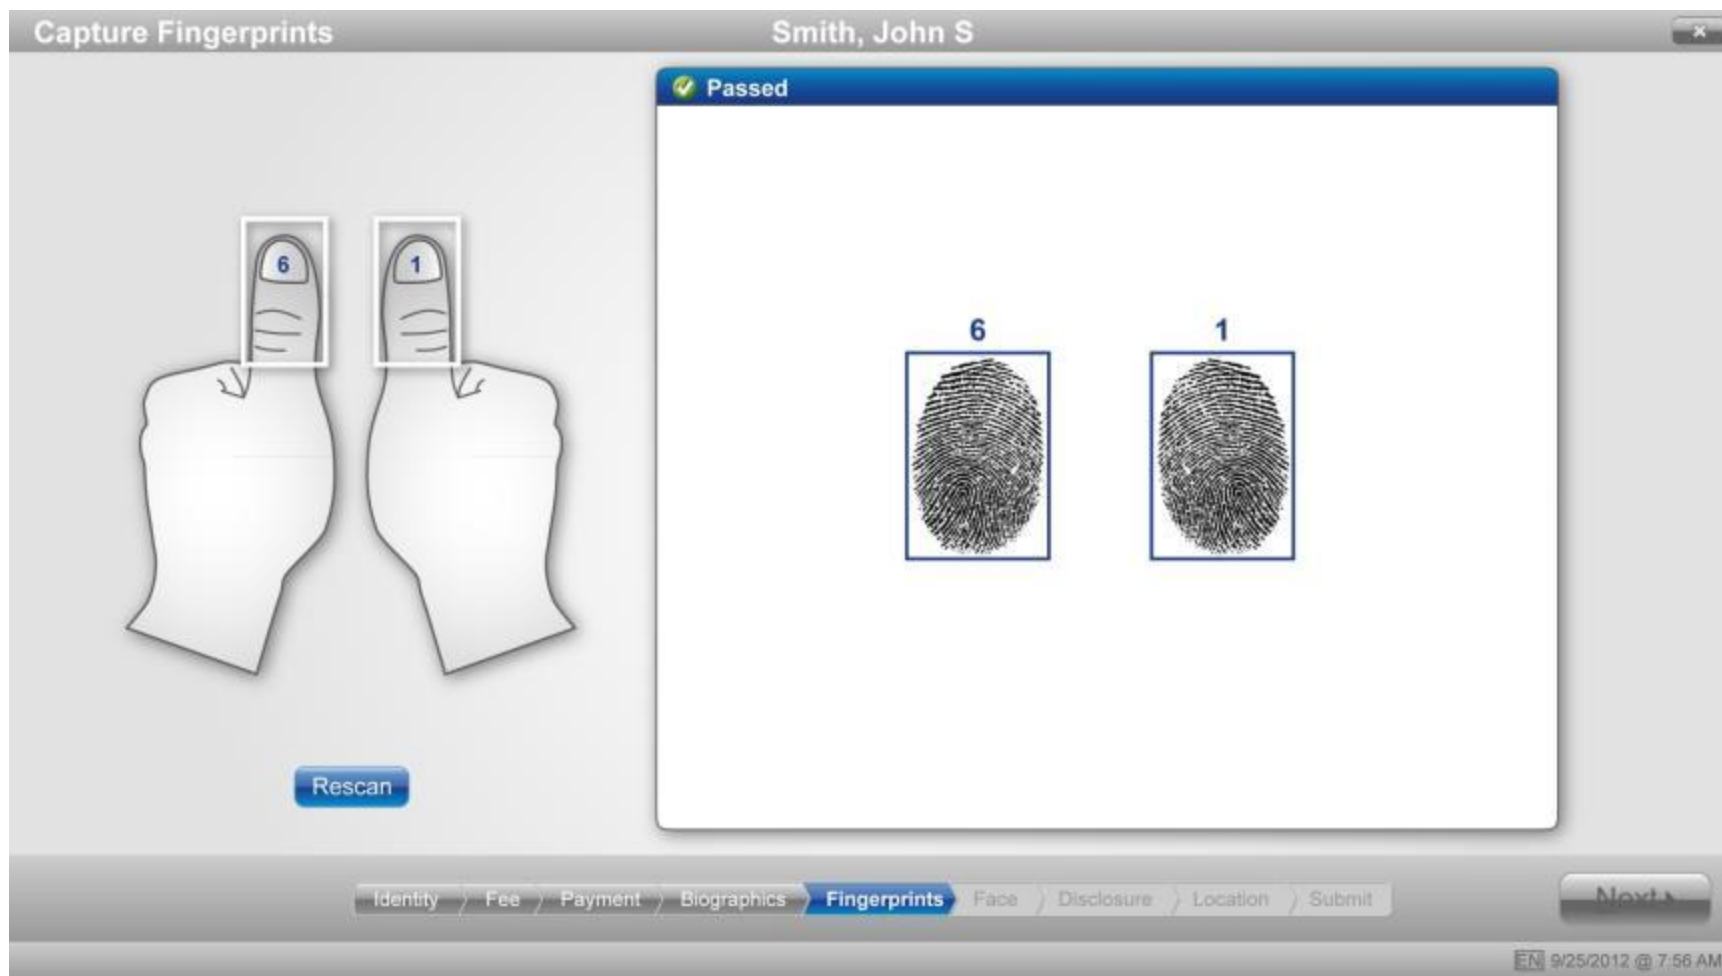 Capture Fingerprints
Smith, John S
Passed
6 1
6 1
Rescan
Identity Fee Payment Biographics Fingerprints Face Disclosure Location Submit
Next
EN 9/25/2012 @ 7:56 AM